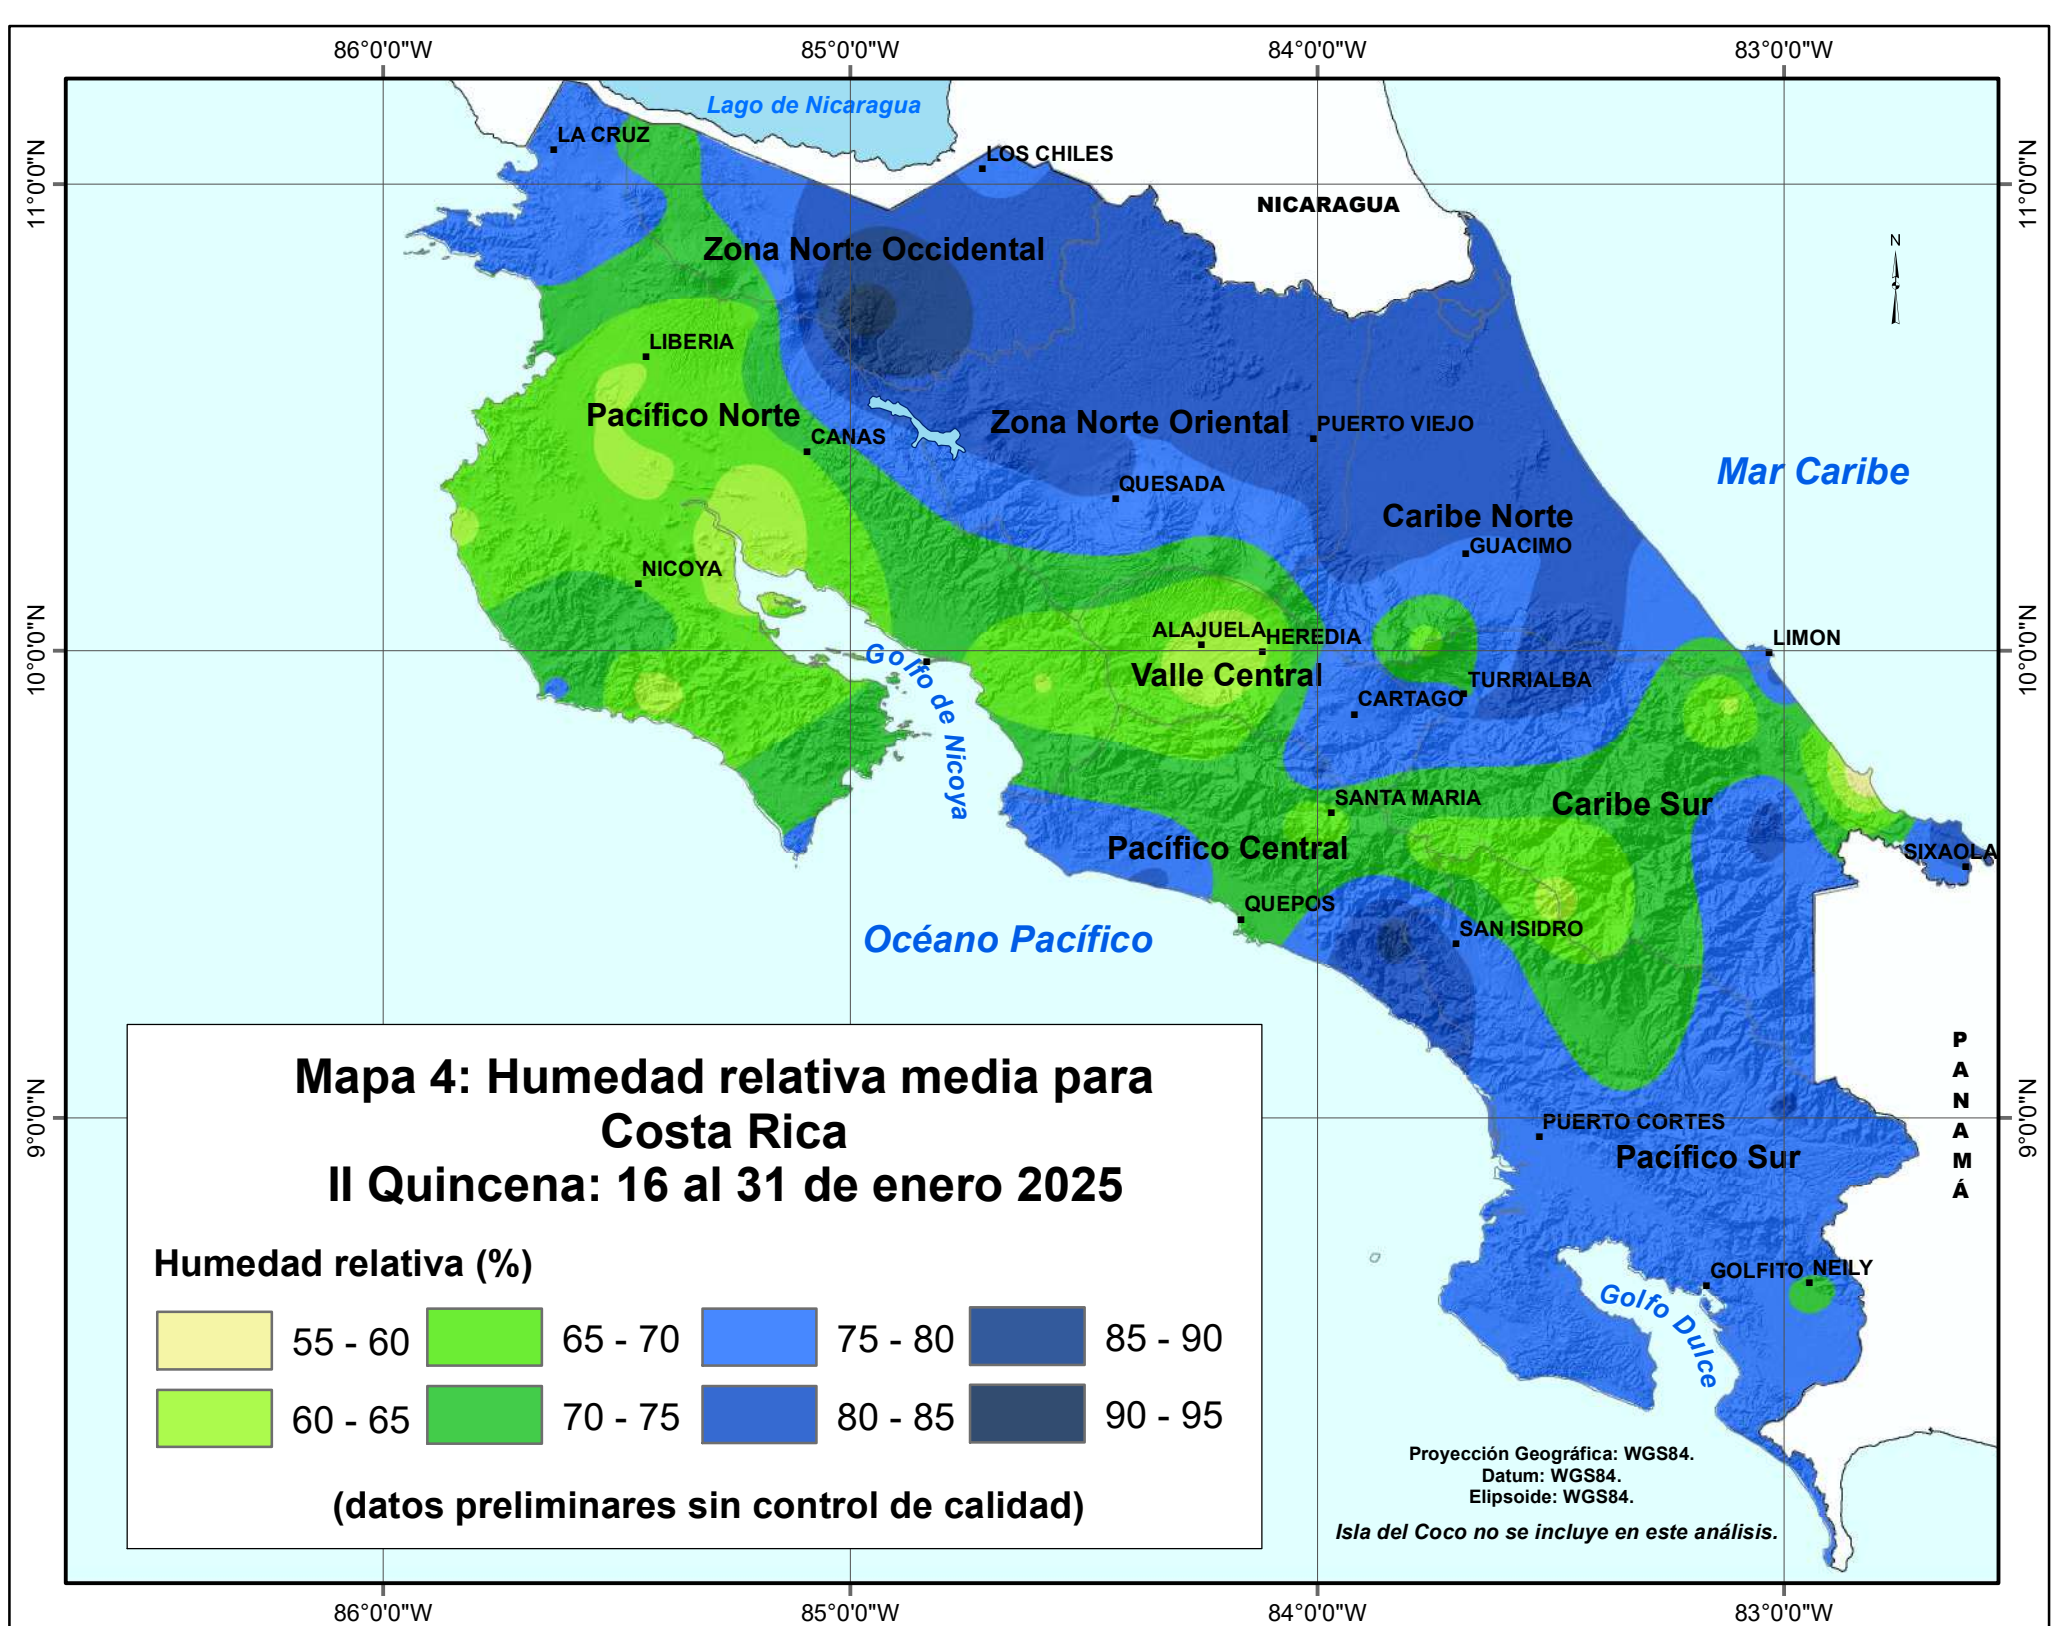 86°0'0"W 85°0'0"W 84°0'0"W 83°0'0"W
Lago de Nicaragua
LA CRUZ
LOS CHILES
11°0'0"N
11°0'0"N
NICARAGUA
N
Zona Norte Occidental
LIBERIA
Pacífico Norte
CANAS
Zona Norte Oriental
PUERTO VIEJO
Mar Caribe
QUESADA
Caribe Norte
GUACIMO
NICOYA
10°0'0"N
10°0'0"N
ALAJUELA
HEREDIA
LIMON
Golfo de Nicoya
Valle Central
TURRIALBA
CARTAGO
SANTA MARIA
Caribe Sur
Pacífico Central
SIXAOLA
QUEPOS
SAN ISIDRO
Océano Pacífico
PANAMÁ
9°0'0"N
9°0'0"N
PUERTO CORTES
Pacífico Sur
GOLFITO
NEILY
Golfo Dulce
Mapa 4: Humedad relativa media para
Costa Rica
II Quincena: 16 al 31 de enero 2025
Humedad relativa (%)
55 - 60 65 - 70 75 - 80 85 - 90
60 - 65 70 - 75 80 - 85 90 - 95
(datos preliminares sin control de calidad)
Proyección Geográfica: WGS84.
Datum: WGS84.
Elipsoide: WGS84.
Isla del Coco no se incluye en este análisis.
86°0'0"W 85°0'0"W 84°0'0"W 83°0'0"W